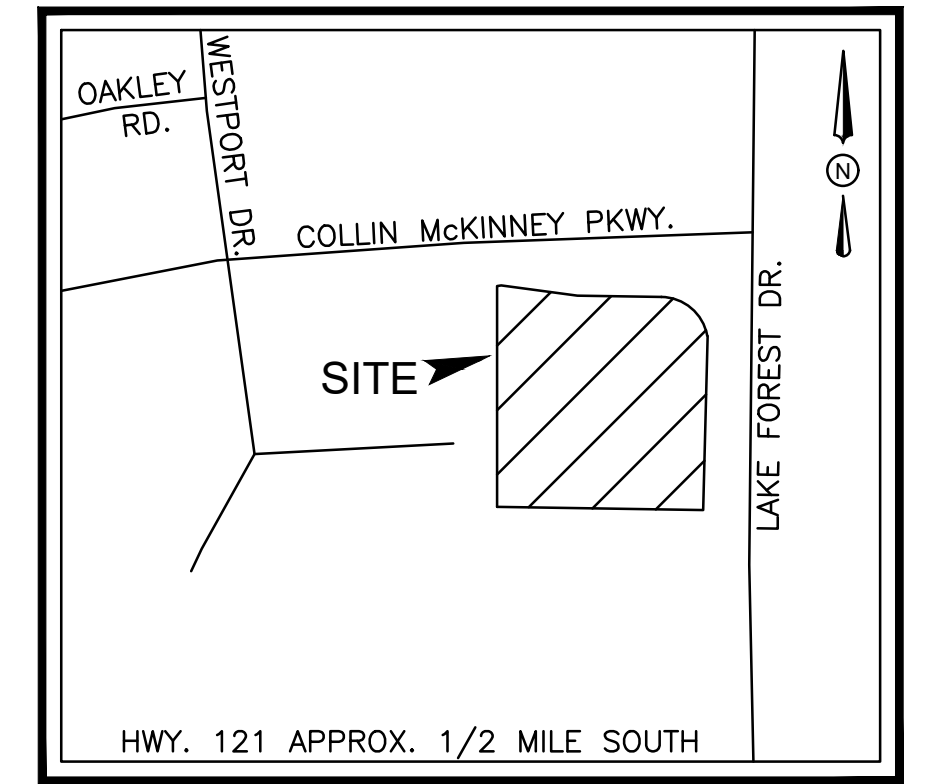 OAKLEY
RD.
WESTPORT DR.
N
COLLIN McKINNEY PKWY.
LAKE FOREST DR.
SITE
HWY. 121 APPROX. 1/2 MILE SOUTH